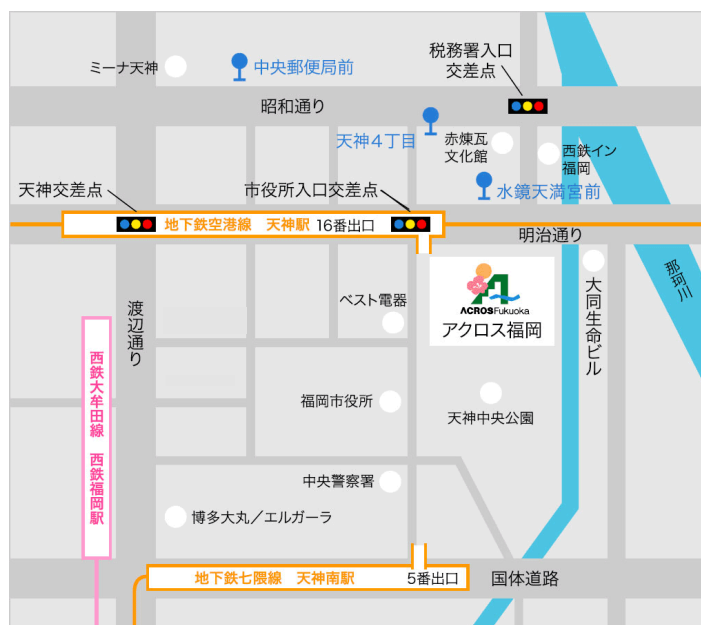 ミーナ天神
中央郵便局前
税務署入口
交差点
昭和通り
天神4丁目
赤煉瓦
文化館
西鉄イン
福岡
水鏡天満宮前
天神交差点
市役所入口交差点
地下鉄空港線　天神駅 16番出口
明治通り
那珂川
大同生命ビル
ACROS Fukuoka
アクロス福岡
渡辺通り
ベスト電器
西鉄大牟田線　西鉄福岡駅
福岡市役所
天神中央公園
中央警察署
博多大丸／エルガーラ
地下鉄七隈線　天神南駅 5番出口
国体道路